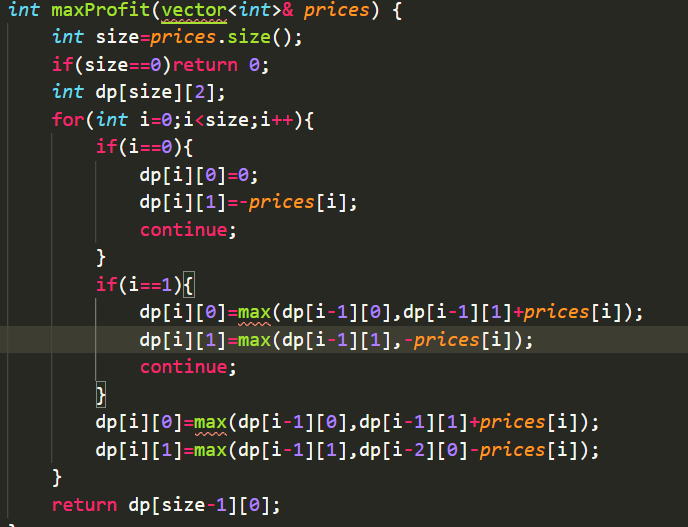 int maxProfit(vector<int>& prices) {
    int size=prices.size();
    if(size==0)return 0;
    int dp[size][2];
    for(int i=0;i<size;i++){
        if(i==0){
            dp[i][0]=0;
            dp[i][1]=-prices[i];
            continue;
        }
        if(i==1){
            dp[i][0]=max(dp[i-1][0],dp[i-1][1]+prices[i]);
            dp[i][1]=max(dp[i-1][1],-prices[i]);
            continue;
        }
        dp[i][0]=max(dp[i-1][0],dp[i-1][1]+prices[i]);
        dp[i][1]=max(dp[i-1][1],dp[i-2][0]-prices[i]);
    }
    return dp[size-1][0];